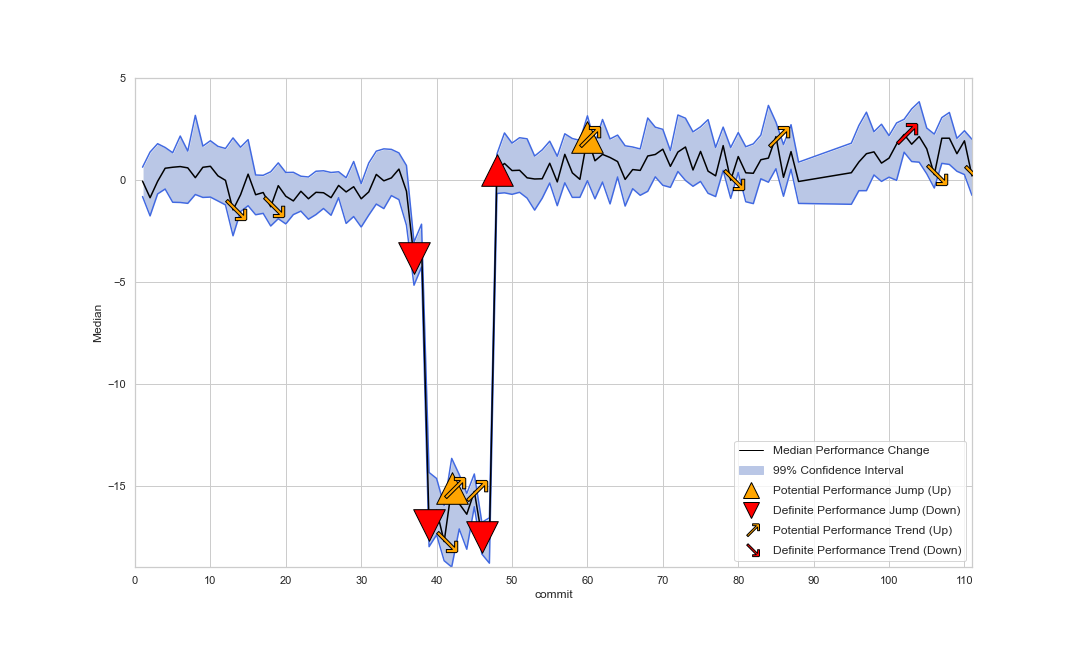 5
0
−5
−10
−15
Median
0 10 20 30 40 50 60 70 80 90 100 110
commit
Median Performance Change
99% Confidence Interval
Potential Performance Jump (Up)
Definite Performance Jump (Down)
Potential Performance Trend (Up)
Definite Performance Trend (Down)